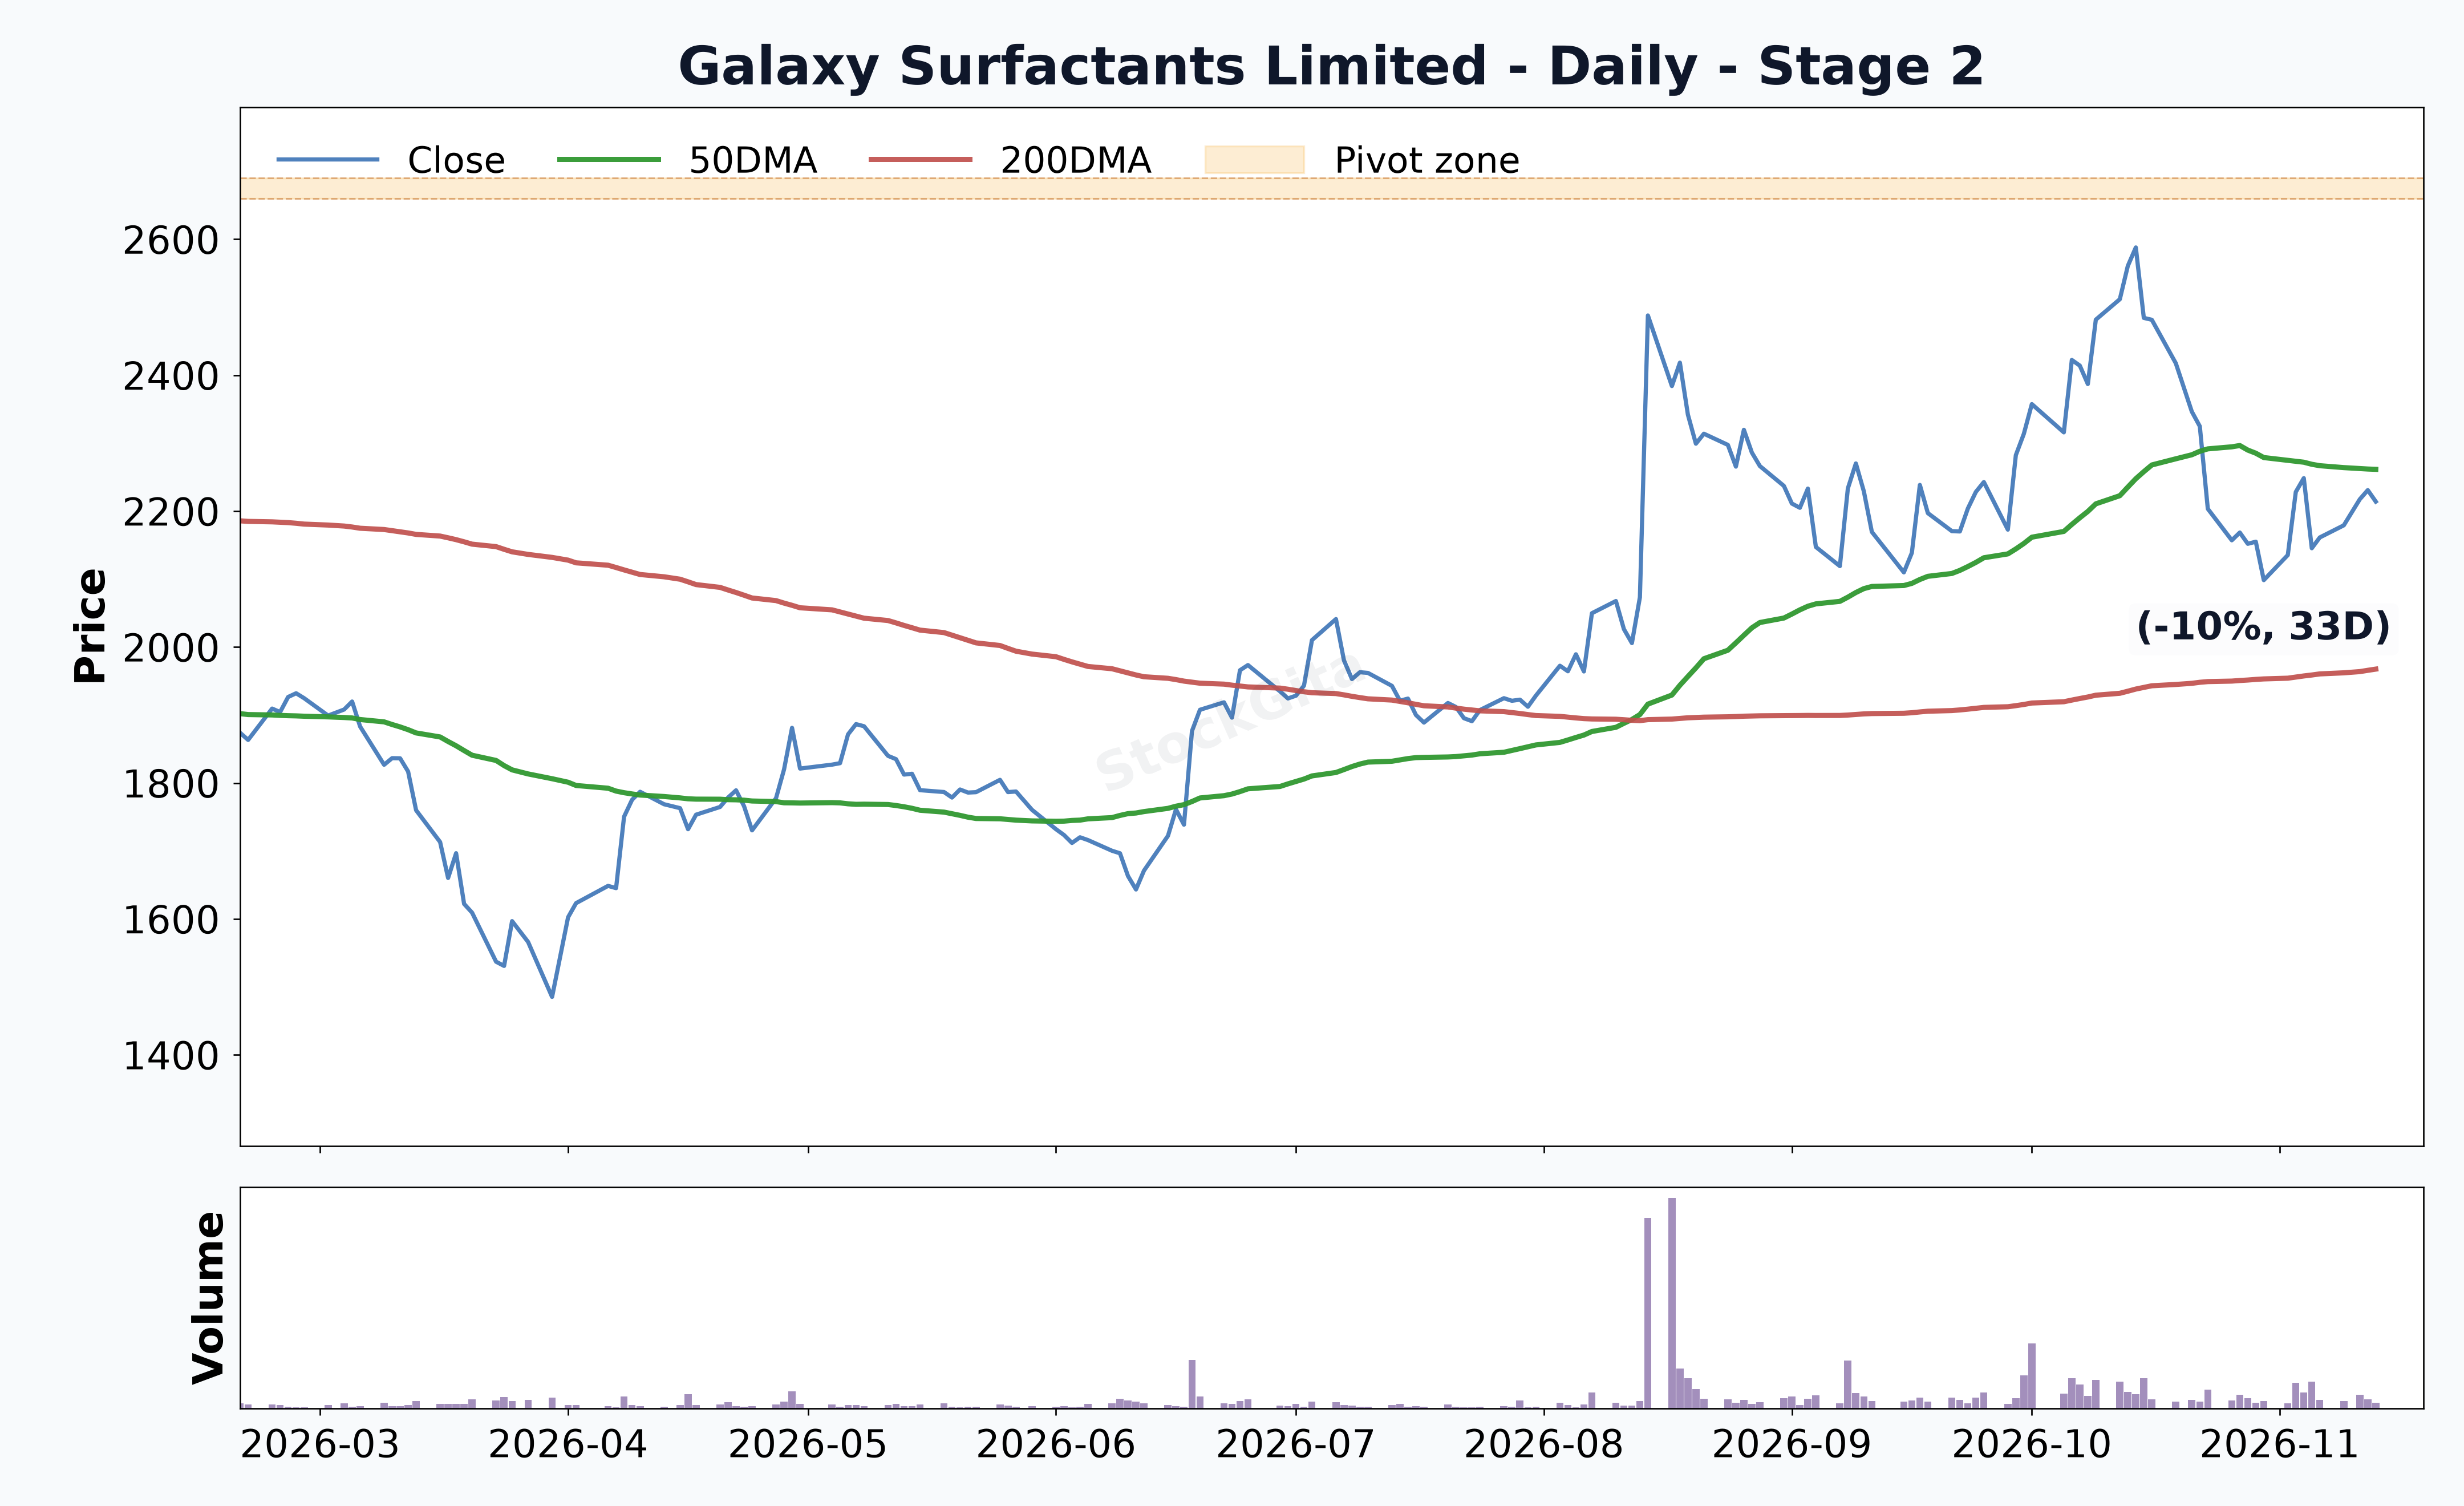 Galaxy Surfactants Limited - Daily - Stage 2
Close 50DMA 200DMA Pivot zone
Price
2600
2400
2200
2000
1800
1600
1400
(-10%, 33D)
StockGita
Volume
2026-03 2026-04 2026-05 2026-06 2026-07 2026-08 2026-09 2026-10 2026-11